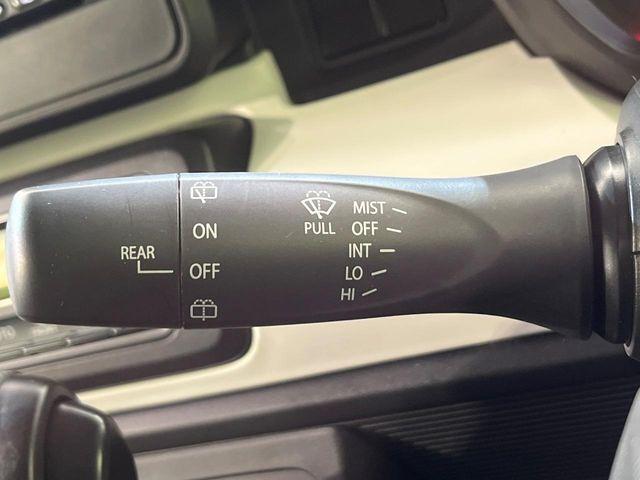 REAR
ON
OFF
PULL
MIST
OFF
INT
LO
HI